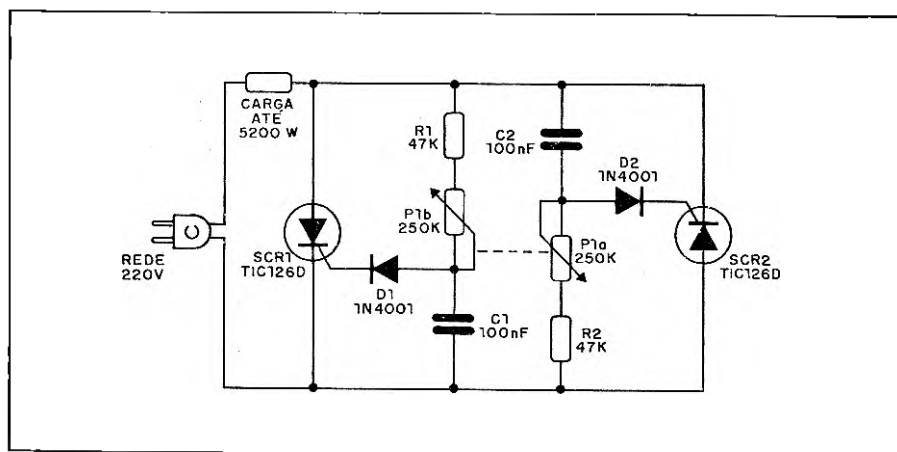 CARGA
ATÉ
5200 W
REDE
220V
SCR1
TIC126D
D1
1N4001
R1
47K
P1b
250K
C1
100nF
C2
100nF
D2
1N4001
P1a
250K
R2
47K
SCR2
TIC126D